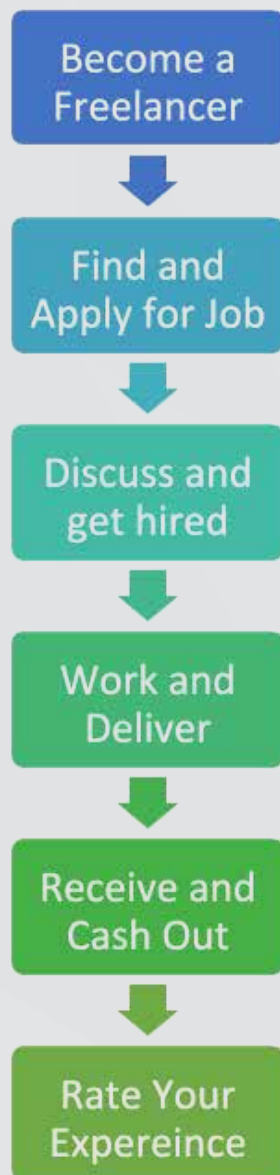 Become a
Freelancer
Find and
Apply for Job
Discuss and
get hired
Work and
Deliver
Receive and
Cash Out
Rate Your
Expereince